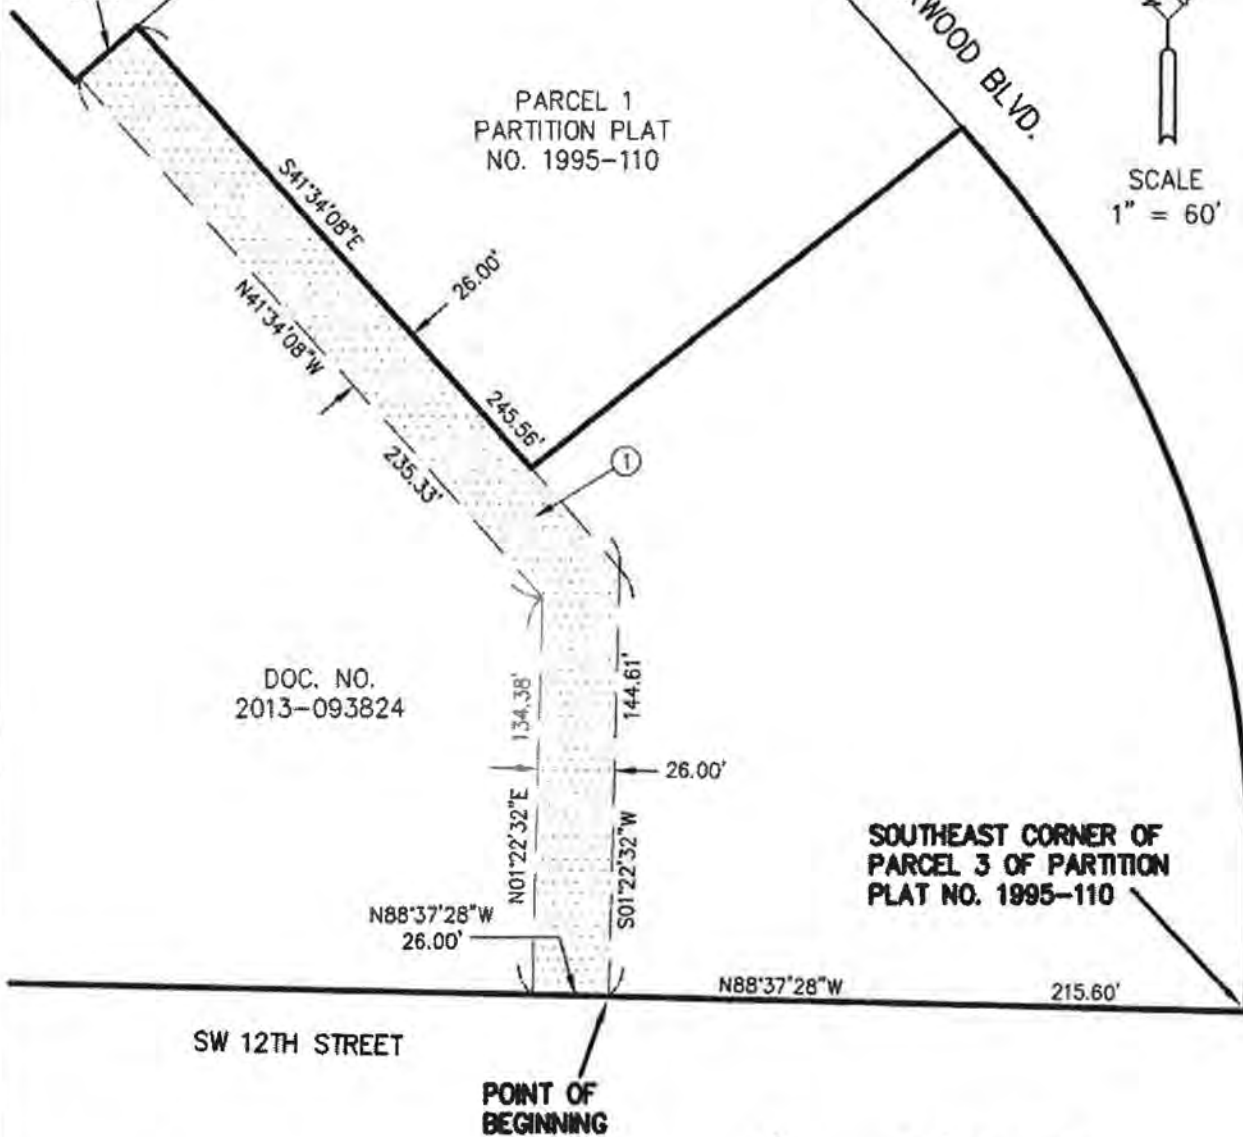 WOOD BLVD.
PARCEL 1
PARTITION PLAT
NO. 1995-110
SCALE
1" = 60'
S41°34'08"E
26.00'
N41°34'08"W
245.56'
235.33'
1
DOC. NO.
2013-093824
134.38'
144.61'
26.00'
N01°22'32"E
S01°22'32"W
SOUTHEAST CORNER OF
PARCEL 3 OF PARTITION
PLAT NO. 1995-110
N88°37'28"W
26.00'
N88°37'28"W
215.60'
SW 12TH STREET
POINT OF
BEGINNING